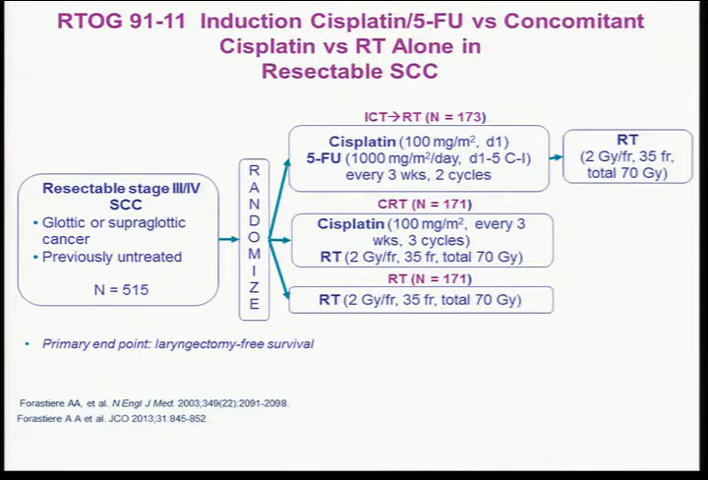 RTOG 91-11 Induction Cisplatin/5-FU vs Concomitant
Cisplatin vs RT Alone in
Resectable SCC
ICT→RT (N = 173)
Cisplatin (100 mg/m², d1)
5-FU (1000 mg/m²/day, d1-5 C-I)
every 3 wks, 2 cycles
RT
(2 Gy/fr, 35 fr,
total 70 Gy)
Resectable stage III/IV
SCC
• Glottic or supraglottic
cancer
• Previously untreated
N = 515
R
A
N
D
O
M
I
Z
E
CRT (N = 171)
Cisplatin (100 mg/m², every 3
wks, 3 cycles)
RT (2 Gy/fr, 35 fr, total 70 Gy)
RT (N = 171)
RT (2 Gy/fr, 35 fr, total 70 Gy)
• Primary end point: laryngectomy-free survival
Forastiere AA, et al. N Engl J Med. 2003;349(22):2091-2098.
Forastiere A A et al. JCO 2013;31:845-852